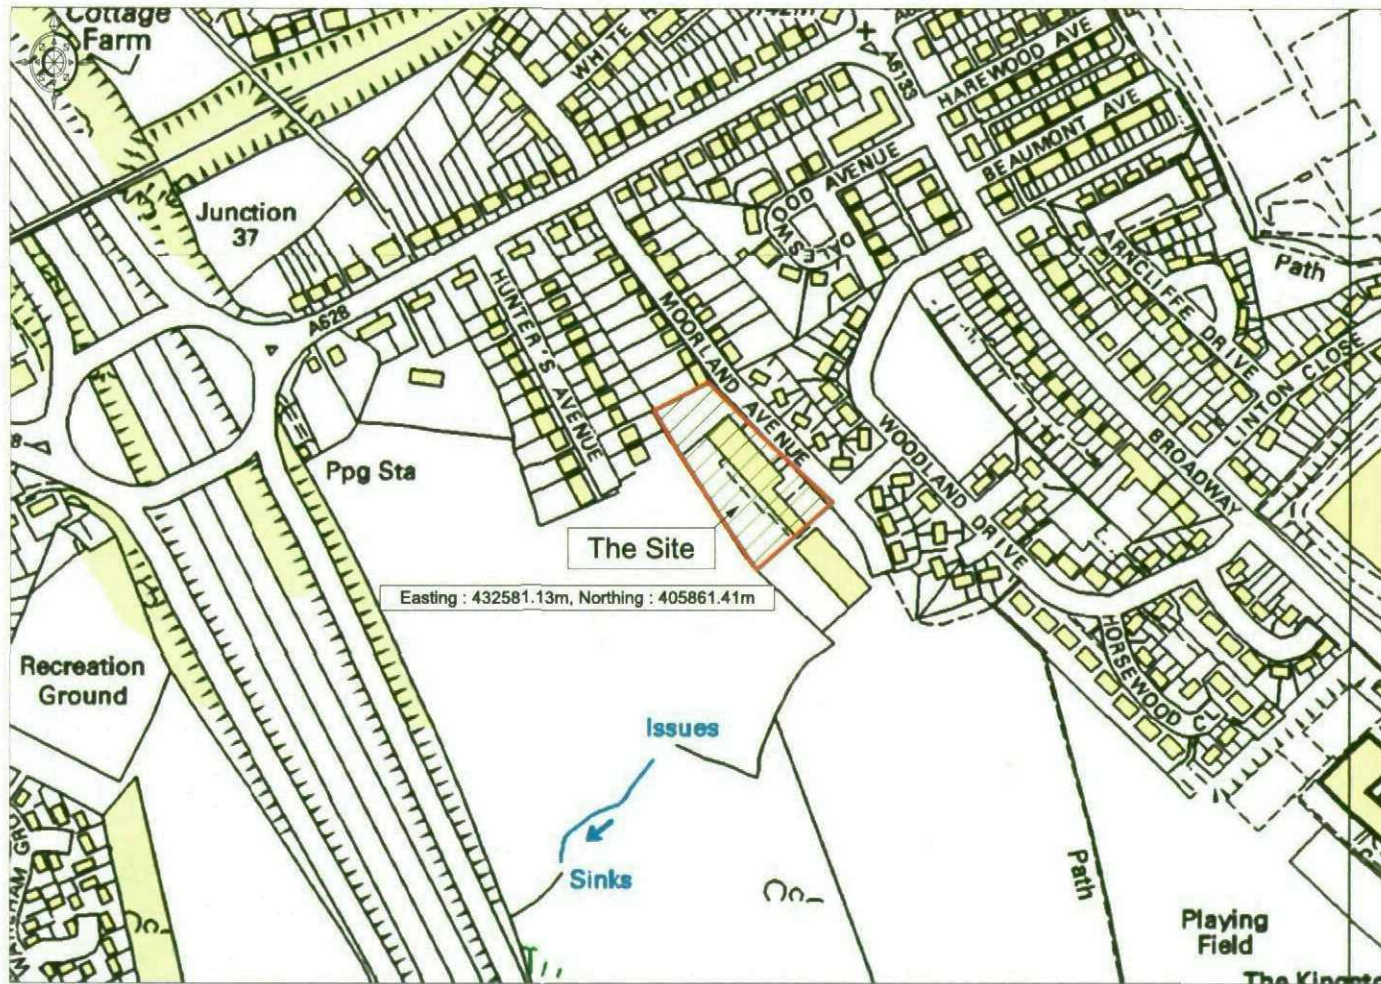 Cottage
Farm
WHITE
A6133
HAREWOOD AVE
BEAUMONT AVE
Junction
37
DALESWOOD AVENUE
ARNCLIFFE DRIVE
Path
A628
HUNTER'S AVENUE
MOORLAND AVENUE
LINTON CLOSE
WOODLAND DRIVE
BROADWAY
Ppg Sta
The Site
Easting : 432581.13m, Northing : 405861.41m
HORSEWOOD C
Recreation
Ground
Issues
Sinks
Path
Playing
Field